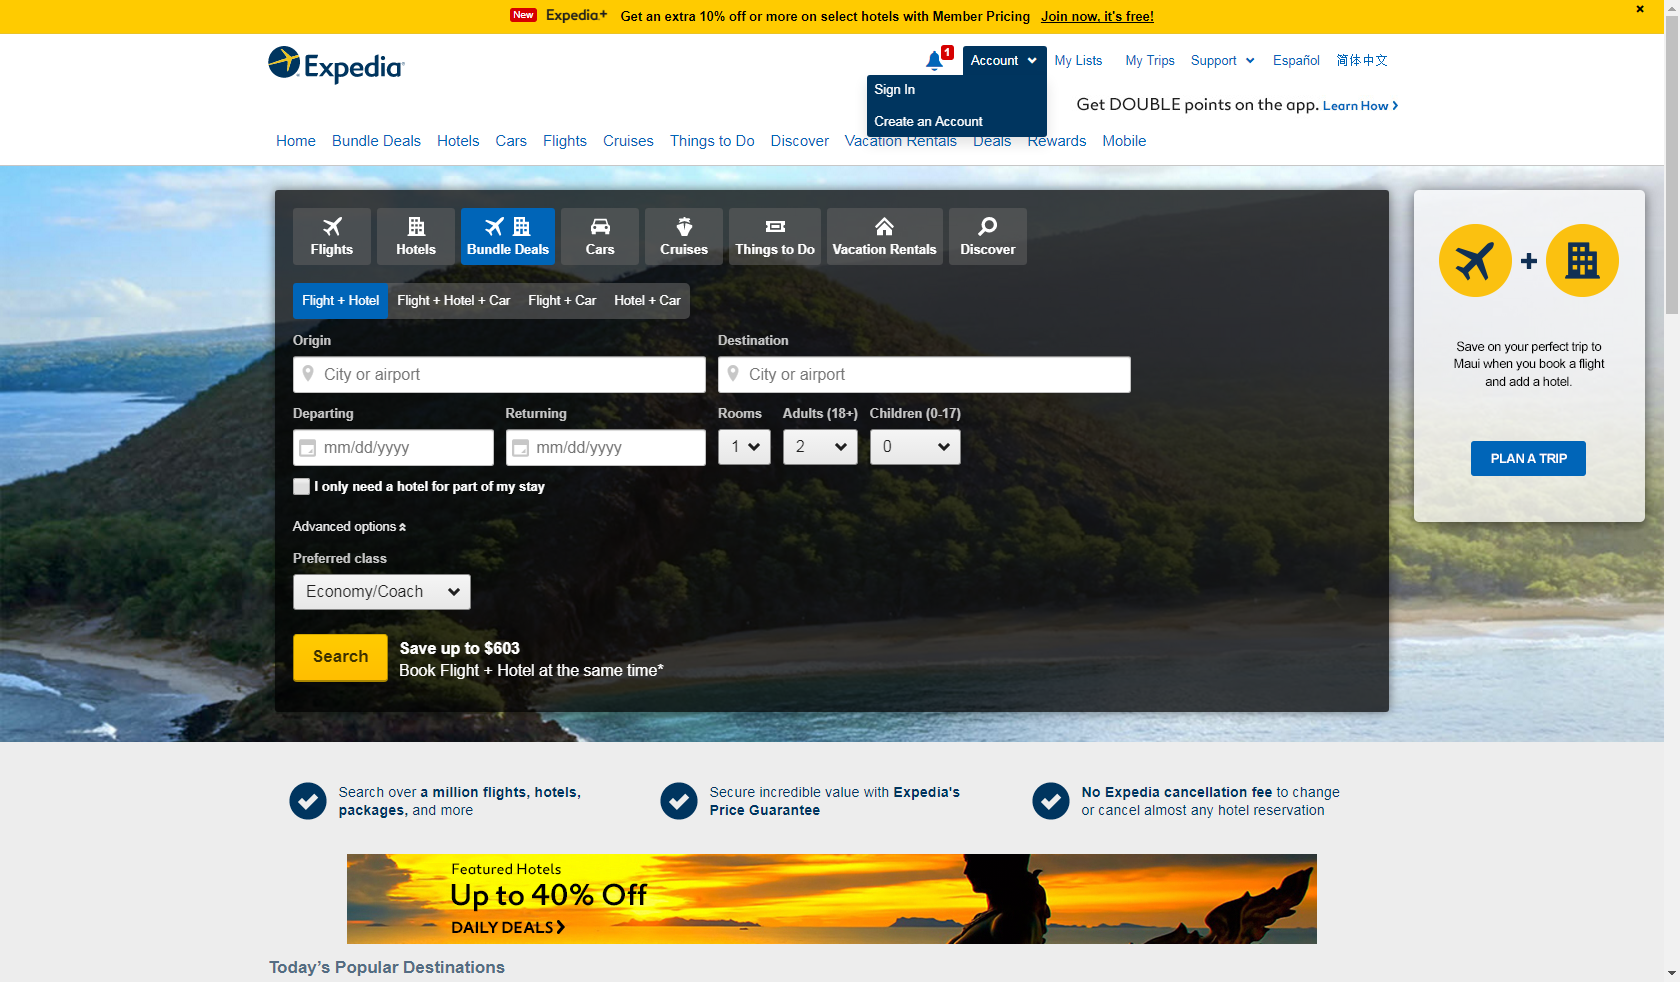 New Expedia+ Get an extra 10% off or more on select hotels with Member Pricing Join now, it's free!
Expedia
1 Account My Lists My Trips Support Español 简体中文
Sign In
Get DOUBLE points on the app. Learn How
Create an Account
Home Bundle Deals Hotels Cars Flights Cruises Things to Do Discover Vacation Rentals Deals Rewards Mobile
Flights Hotels Bundle Deals Cars Cruises Things to Do Vacation Rentals Discover
Flight + Hotel Flight + Hotel + Car Flight + Car Hotel + Car
Origin Destination
City or airport City or airport
Departing Returning Rooms Adults (18+) Children (0-17)
mm/dd/yyyy mm/dd/yyyy 1 2 0
I only need a hotel for part of my stay
Advanced options
Preferred class
Economy/Coach
Search
Save up to $603
Book Flight + Hotel at the same time*
+
Save on your perfect trip to
Maui when you book a flight
and add a hotel.
PLAN A TRIP
Search over a million flights, hotels,
packages, and more
Secure incredible value with Expedia's
Price Guarantee
No Expedia cancellation fee to change
or cancel almost any hotel reservation
Featured Hotels
Up to 40% Off
DAILY DEALS
Today's Popular Destinations